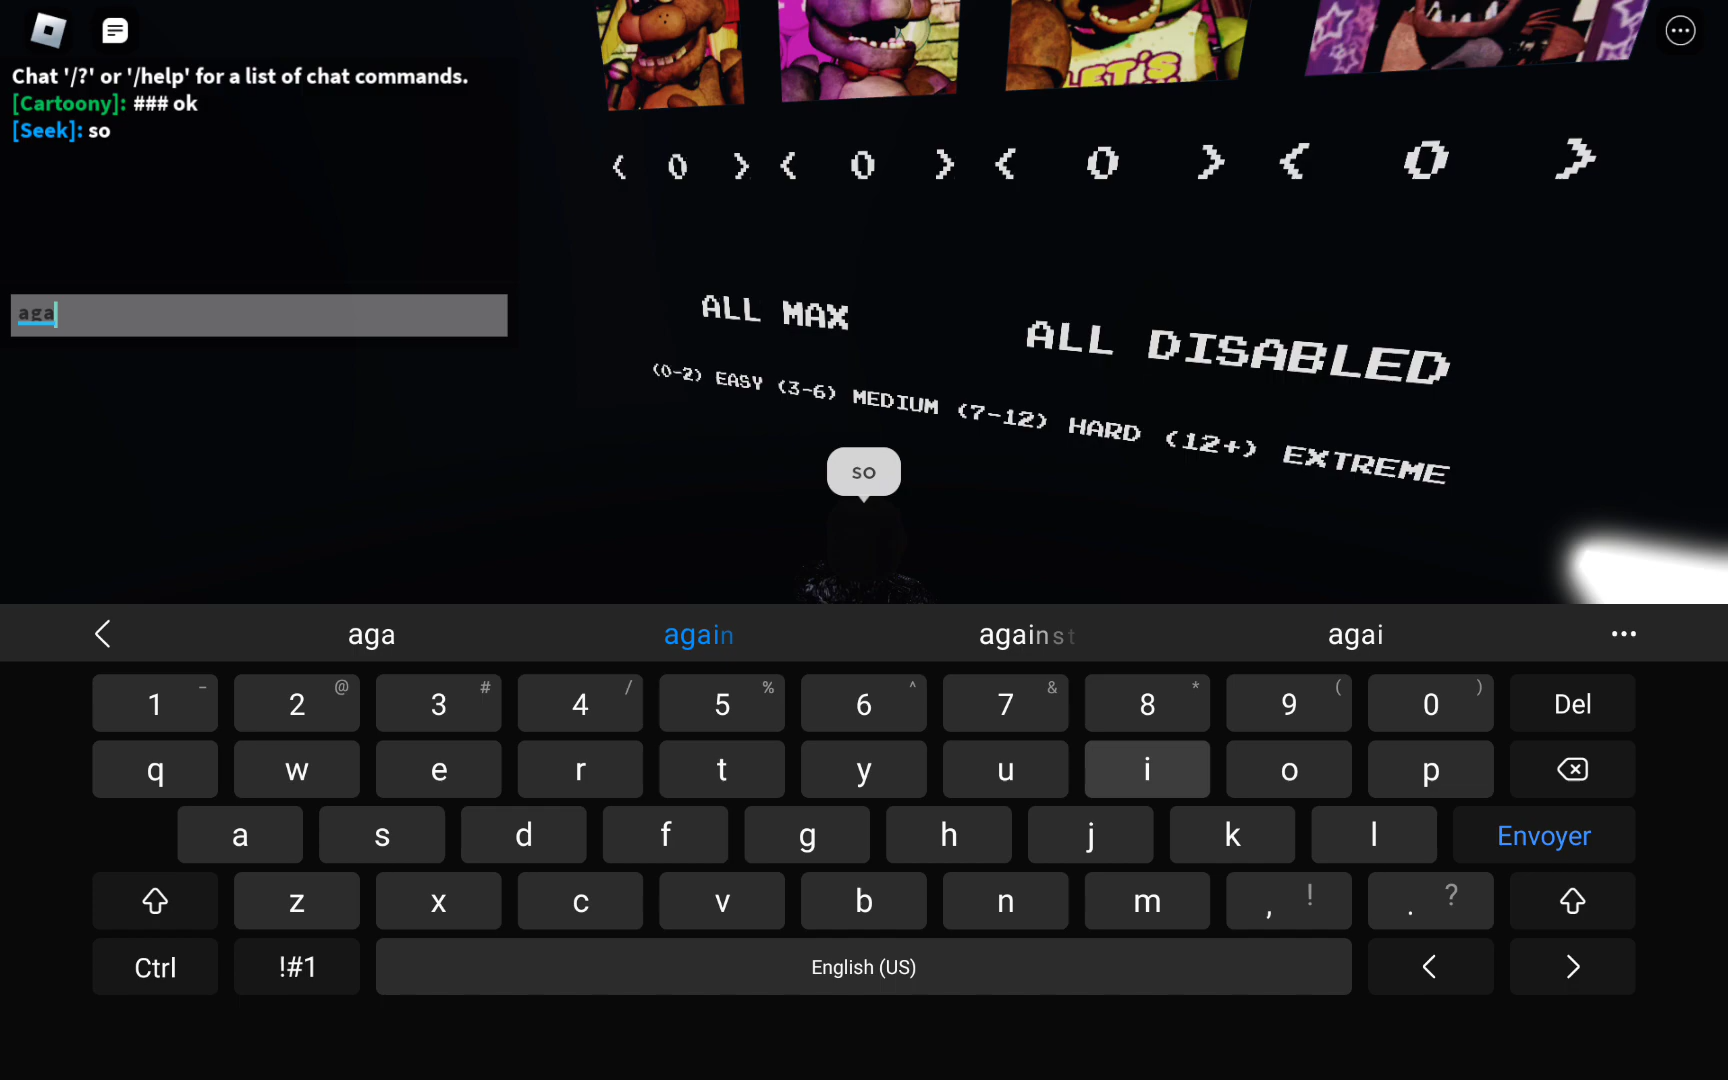 Chat '/?' or '/help' for a list of chat commands.
[Cartoony]: ### ok
[Seek]: so
LET'S
< 0 > < 0 > < 0 > < 0 >
aga
ALL MAX
ALL DISABLED
(0-2) EASY (3-6) MEDIUM (7-12) HARD (12+) EXTREME
so
aga again against agai
1 - 2 @ 3 # 4 / 5 % 6 ^ 7 & 8 * 9 ( 0 ) Del
q w e r t y u i o p
a s d f g h j k l Envoyer
z x c v b n m , ! . ?
Ctrl !#1 English (US) < >